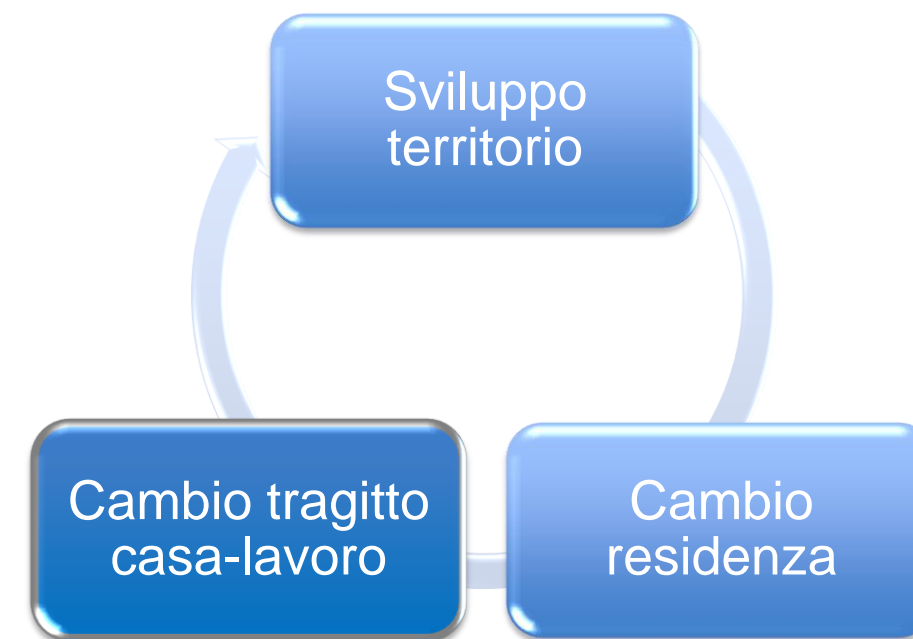 Sviluppo
territorio
Cambio tragitto
casa-lavoro
Cambio
residenza